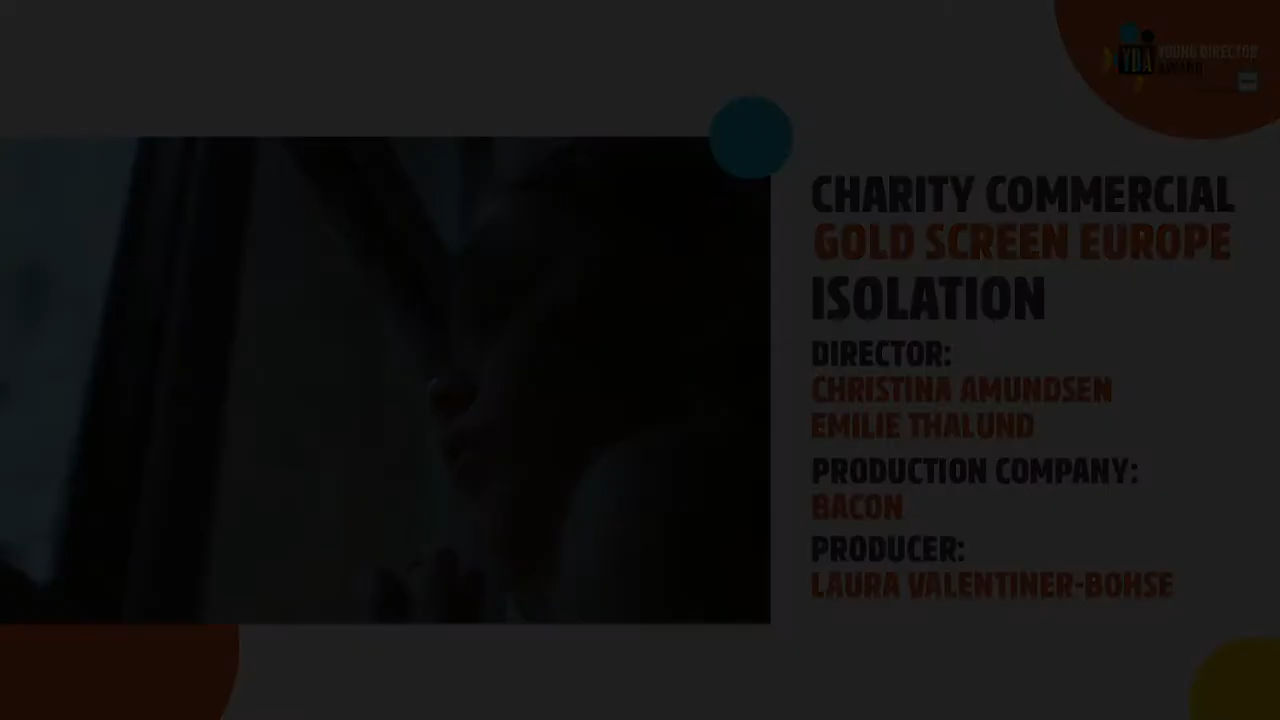 YDA
YOUNG DIRECTOR
AWARD
CHARITY COMMERCIAL
GOLD SCREEN EUROPE
ISOLATION
DIRECTOR:
CHRISTINA AMUNDSEN
EMILIE THALUND
PRODUCTION COMPANY:
BACON
PRODUCER:
LAURA VALENTINER-BOHSE